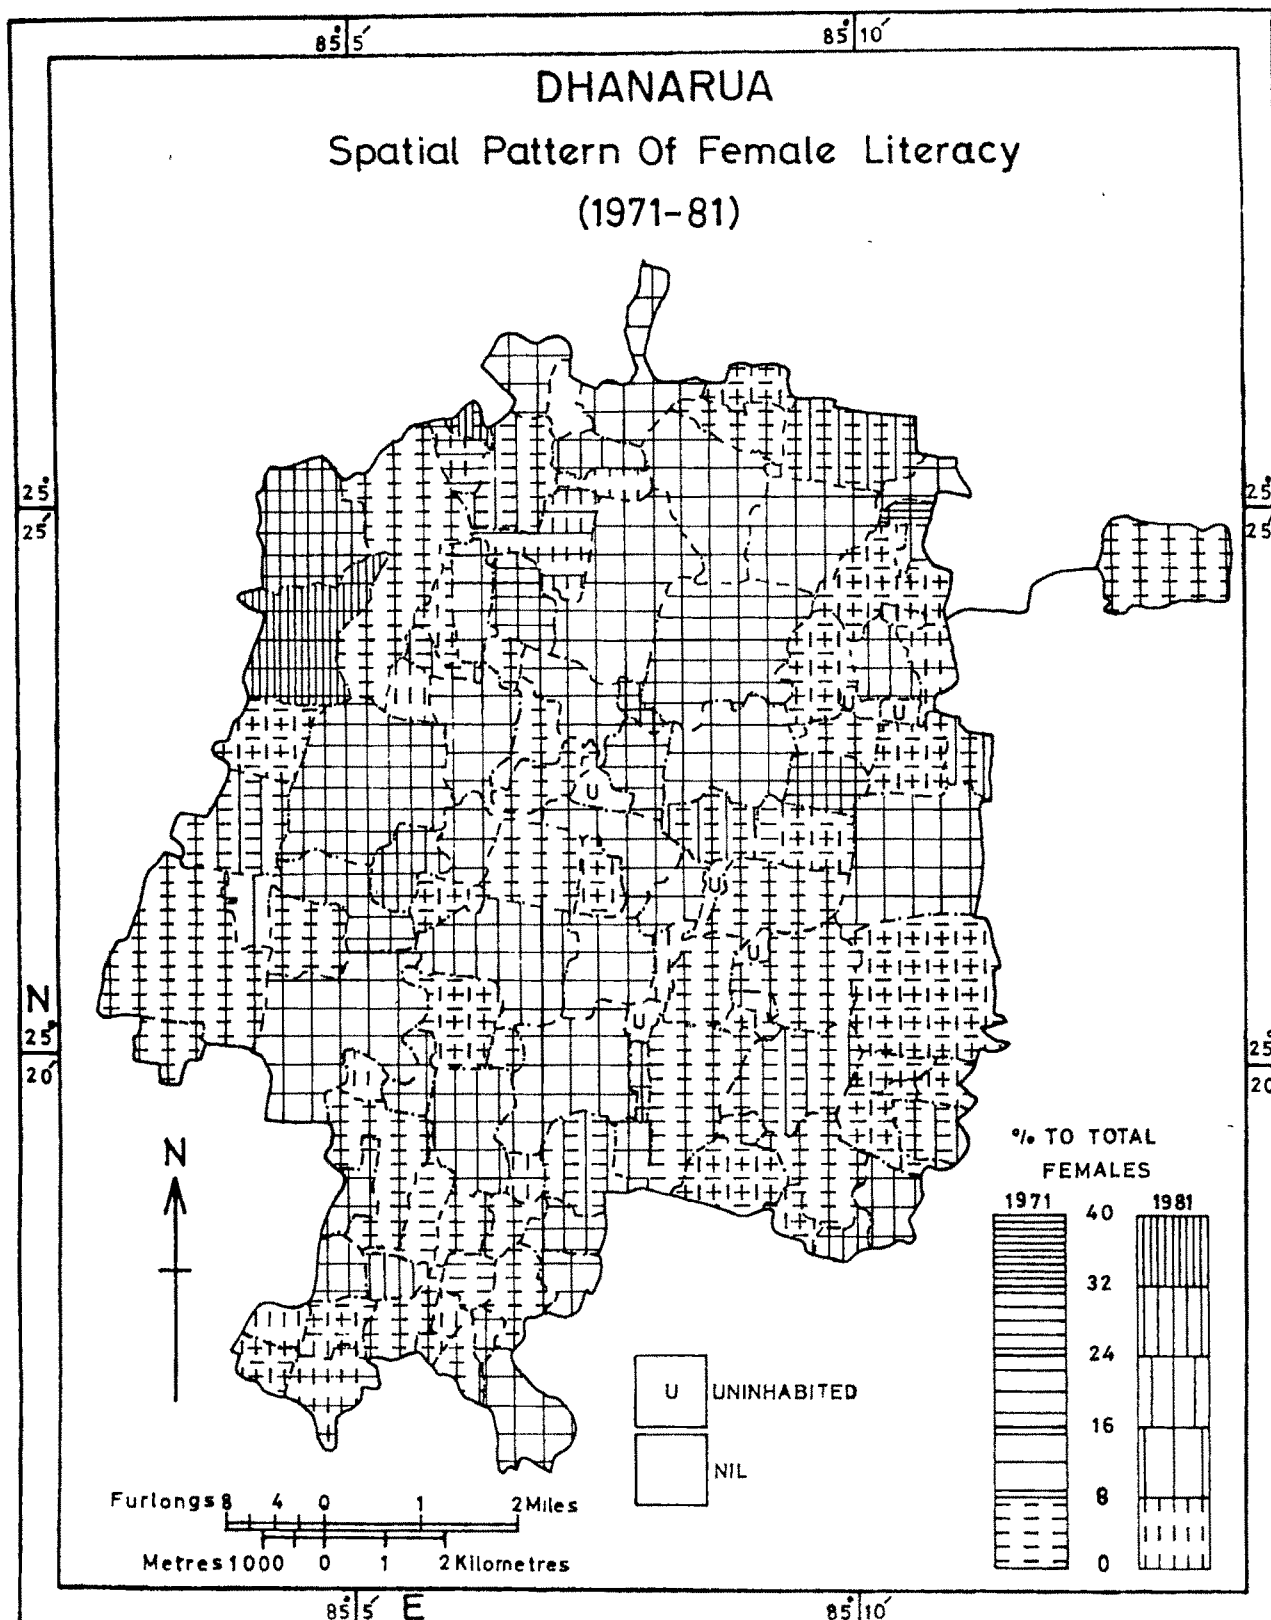 85° 5′ 85° 10′
DHANARUA
Spatial Pattern Of Female Literacy
(1971-81)
25° 25′ 25° 25′
U U
U
U
U
U
N
25° 20′ 25° 20′
N
% TO TOTAL
FEMALES
1971 40 1981
32
24
16
8
0
U UNINHABITED
NIL
Furlongs 8 4 0 1 2 Miles
Metres 1000 0 1 2 Kilometres
85° 5′ E 85° 10′